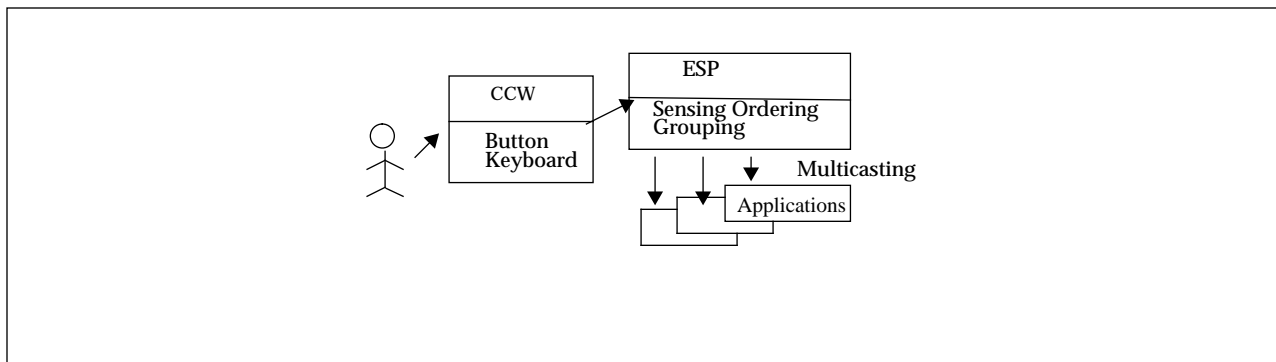 CCW
Button
Keyboard
ESP
Sensing Ordering
Grouping
Multicasting
Applications